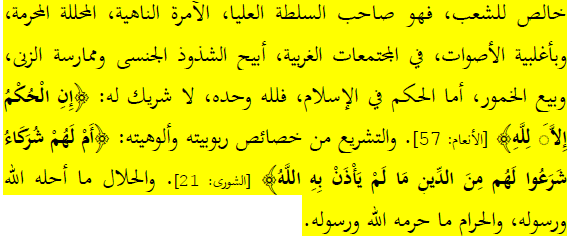 خالص للشعب، فهو صاحب السلطة العليا، الآمرة الناهية، المحللة المحرمة،
وبأغلبية الأصوات، في المجتمعات الغربية، أبيح الشذوذ الجنسى وممارسة الزنى،
وبيع الخمور، أما الحكم في الإسلام، فلله وحده، لا شريك له: ﴿إِنِ الْحُكْمُ
إِلاَّ لِلَّهِ﴾ [الأنعام: 57]. والتشريع من خصائص ربوبيته وألوهيته: ﴿أَمْ لَهُمْ شُرَكَاءُ
شَرَعُوا لَهُم مِنَ الدِّينِ مَا لَمْ يَأْذَنْ بِهِ اللَّهُ﴾ [الشورى: 21]. والحلال ما أحله الله
ورسوله، والحرام ما حرمه الله ورسوله.